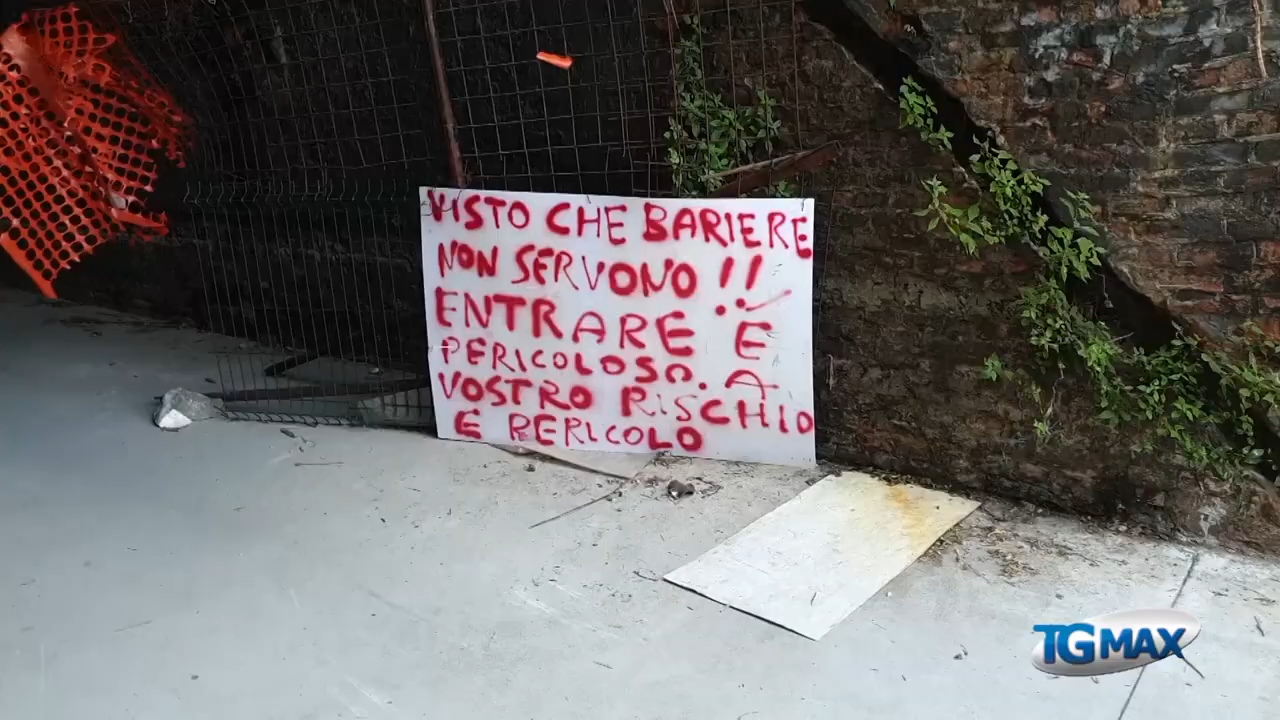 VISTO CHE BARIERE
NON SERVONO !!
ENTRARE É
PERICOLOSO. A
VOSTRO RISCHIO
E PERICOLO
TGMAX